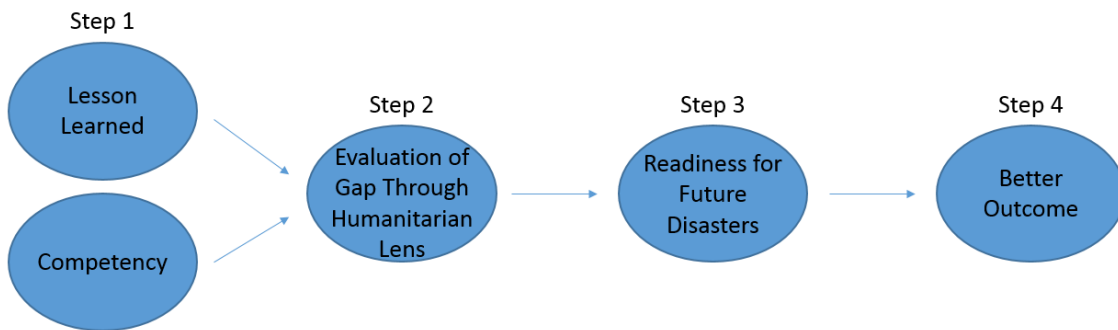 Step 1
Lesson
Learned
Competency
Step 2
Evaluation of
Gap Through
Humanitarian
Lens
Step 3
Readiness for
Future
Disasters
Step 4
Better
Outcome